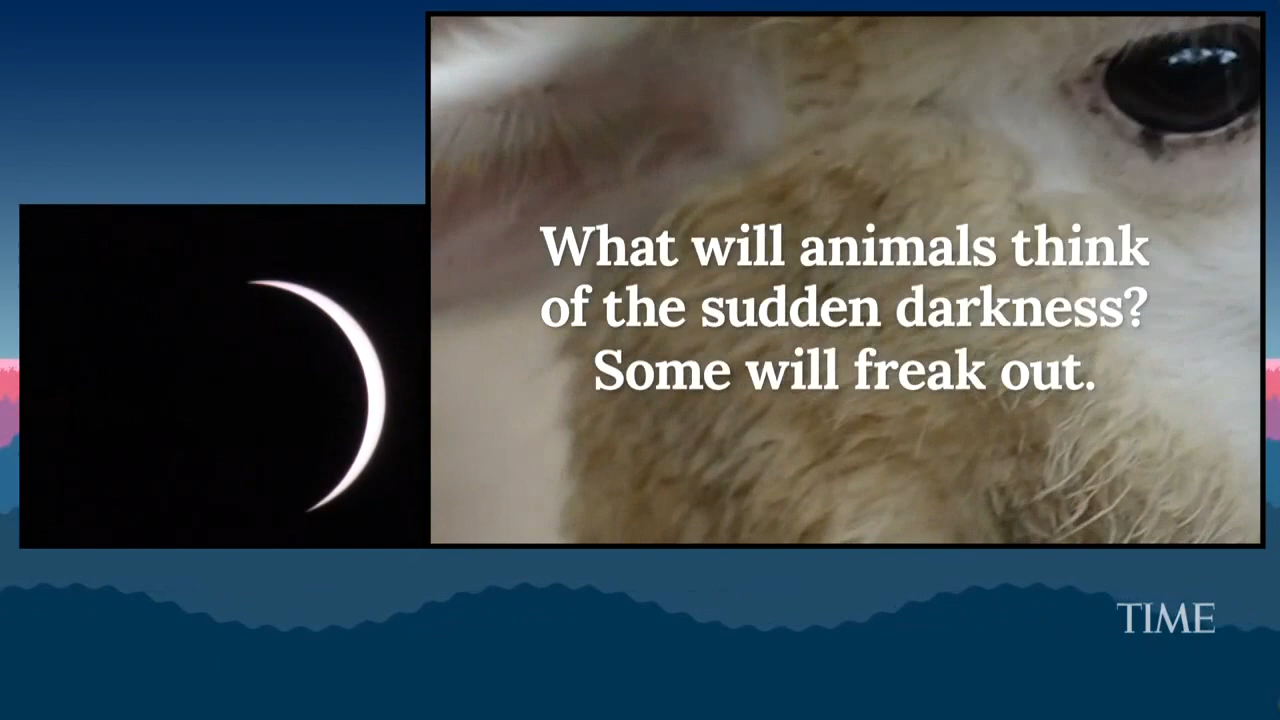 What will animals think
of the sudden darkness?
Some will freak out.
TIME